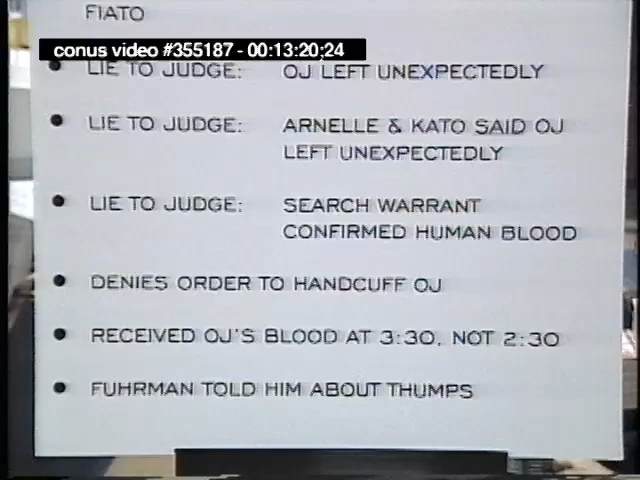 FIATO
conus video #355187 - 00:13:20:24
• LIE TO JUDGE: OJ LEFT UNEXPECTEDLY
• LIE TO JUDGE: ARNELLE & KATO SAID OJ
LEFT UNEXPECTEDLY
• LIE TO JUDGE: SEARCH WARRANT
CONFIRMED HUMAN BLOOD
• DENIES ORDER TO HANDCUFF OJ
• RECEIVED OJ'S BLOOD AT 3:30, NOT 2:30
• FUHRMAN TOLD HIM ABOUT THUMPS